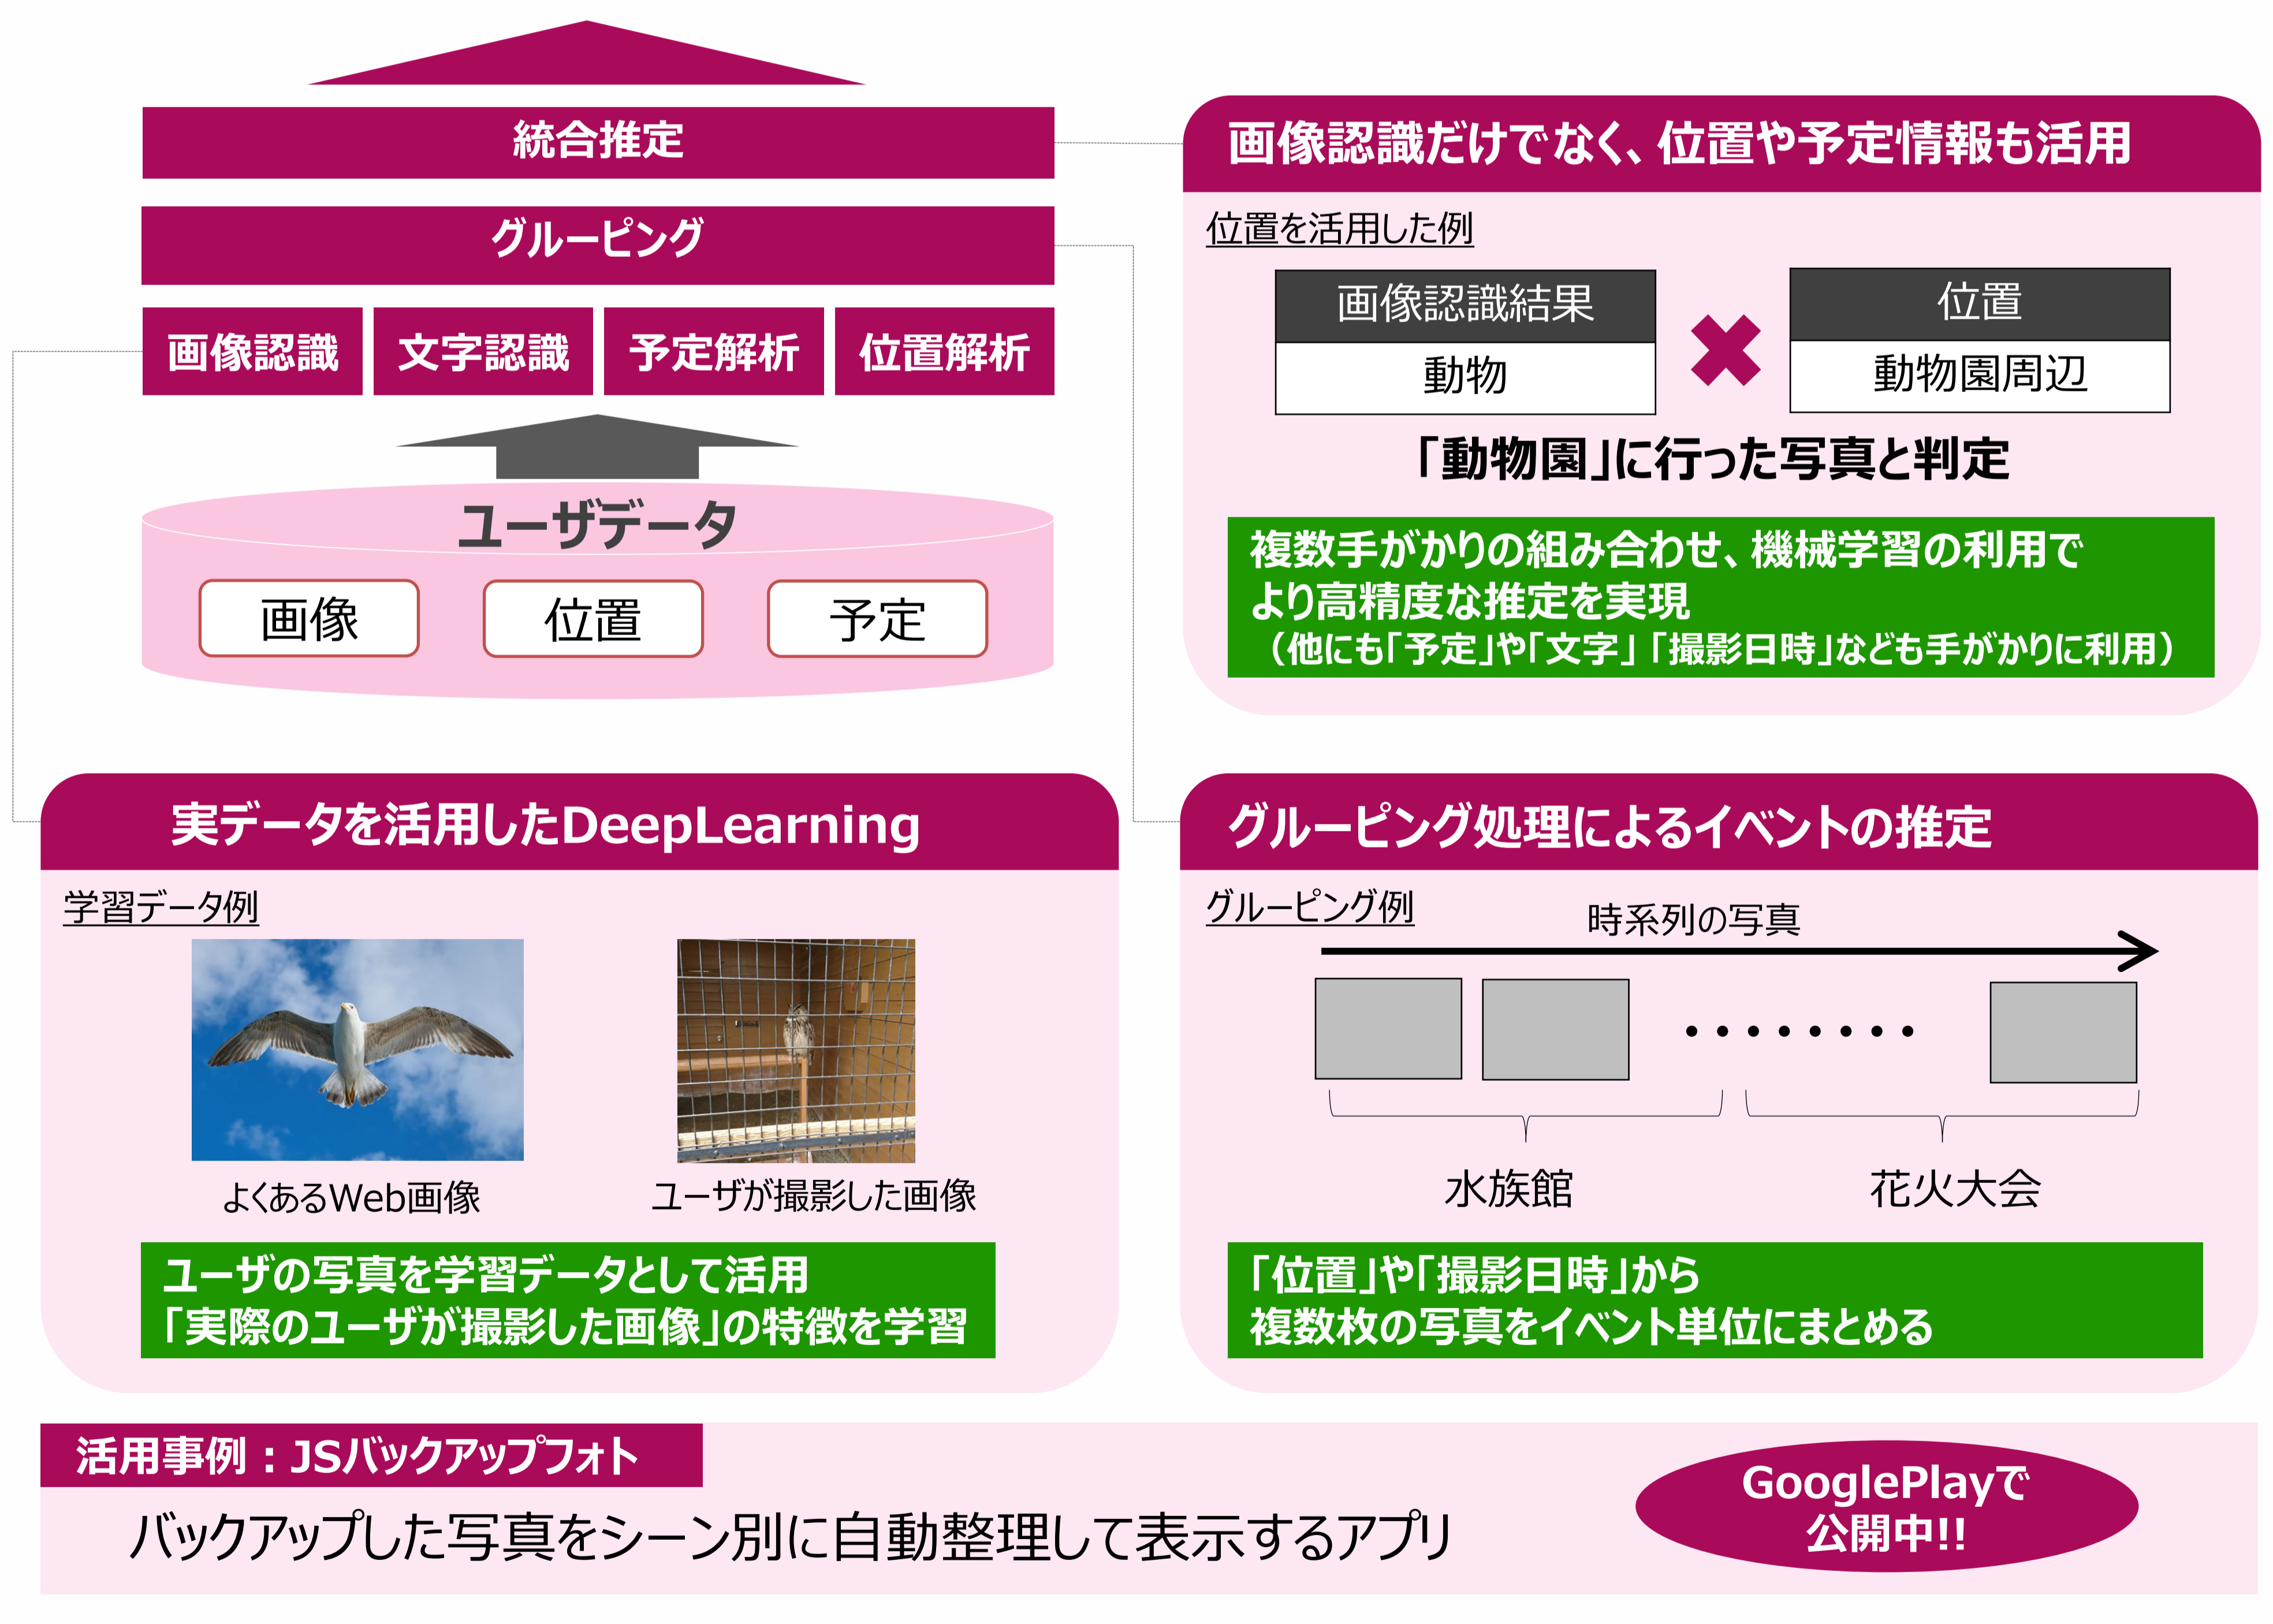 統合推定
グルーピング
画像認識
文字認識
予定解析
位置解析
ユーザデータ
画像
位置
予定
画像認識だけでなく、位置や予定情報も活用
位置を活用した例
画像認識結果
動物
位置
動物園周辺
「動物園」に行った写真と判定
複数手がかりの組み合わせ、機械学習の利用で
より高精度な推定を実現
（他にも「予定」や「文字」「撮影日時」なども手がかりに利用）
実データを活用したDeepLearning
学習データ例
よくあるWeb画像
ユーザが撮影した画像
ユーザの写真を学習データとして活用
「実際のユーザが撮影した画像」の特徴を学習
グルーピング処理によるイベントの推定
グルーピング例
時系列の写真
水族館
花火大会
「位置」や「撮影日時」から
複数枚の写真をイベント単位にまとめる
活用事例：JSバックアップフォト
バックアップした写真をシーン別に自動整理して表示するアプリ
GooglePlayで
公開中!!